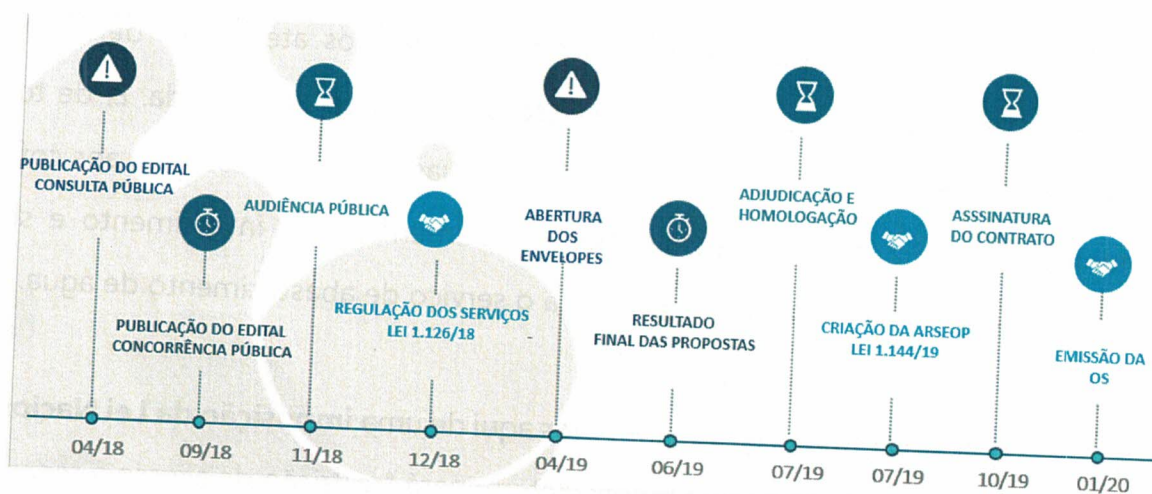 PUBLICAÇÃO DO EDITAL
CONSULTA PÚBLICA
AUDIÊNCIA PÚBLICA
ABERTURA
DOS
ENVELOPES
ADJUDICAÇÃO E
HOMOLOGAÇÃO
ASSSINATURA
DO CONTRATO
PUBLICAÇÃO DO EDITAL
CONCORRÊNCIA PÚBLICA
REGULAÇÃO DOS SERVIÇOS
LEI 1.126/18
RESULTADO
FINAL DAS PROPOSTAS
CRIAÇÃO DA ARSEOP
LEI 1.144/19
EMISSÃO DA
OS
04/18
09/18
11/18
12/18
04/19
06/19
07/19
07/19
10/19
01/20